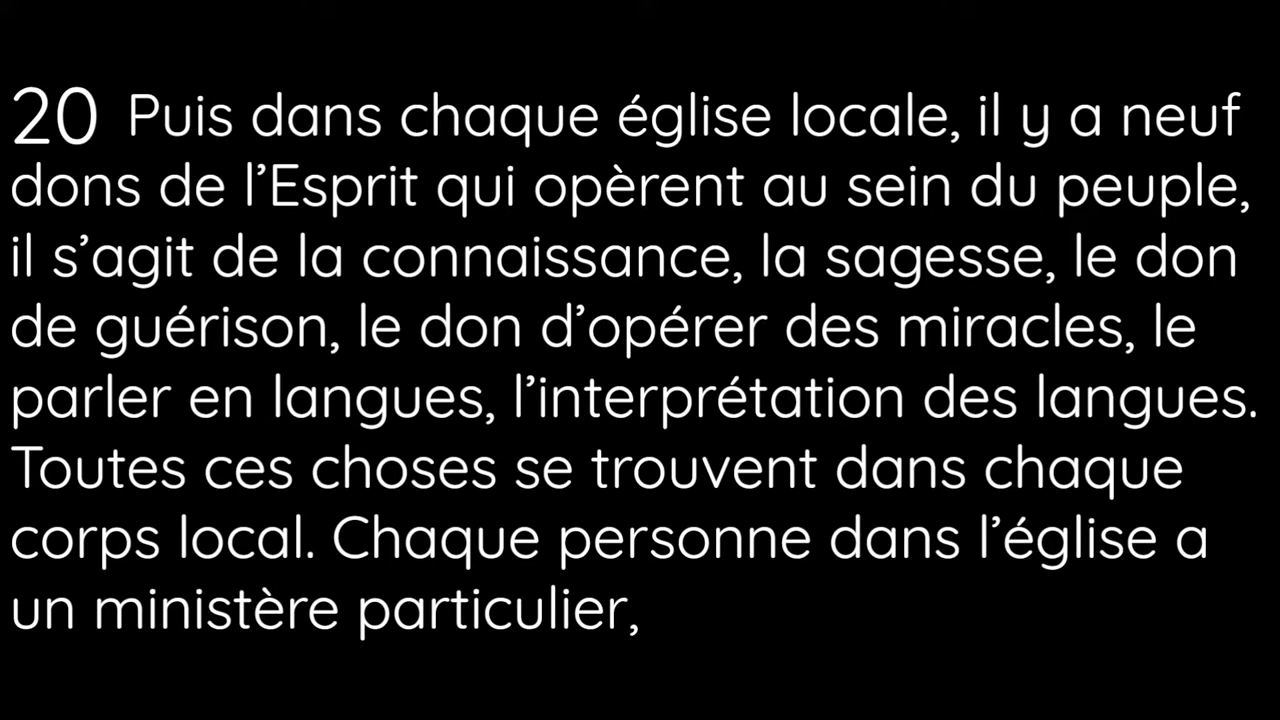 20 Puis dans chaque église locale, il y a neuf
dons de l’Esprit qui opèrent au sein du peuple,
il s’agit de la connaissance, la sagesse, le don
de guérison, le don d’opérer des miracles, le
parler en langues, l’interprétation des langues.
Toutes ces choses se trouvent dans chaque
corps local. Chaque personne dans l’église a
un ministère particulier,